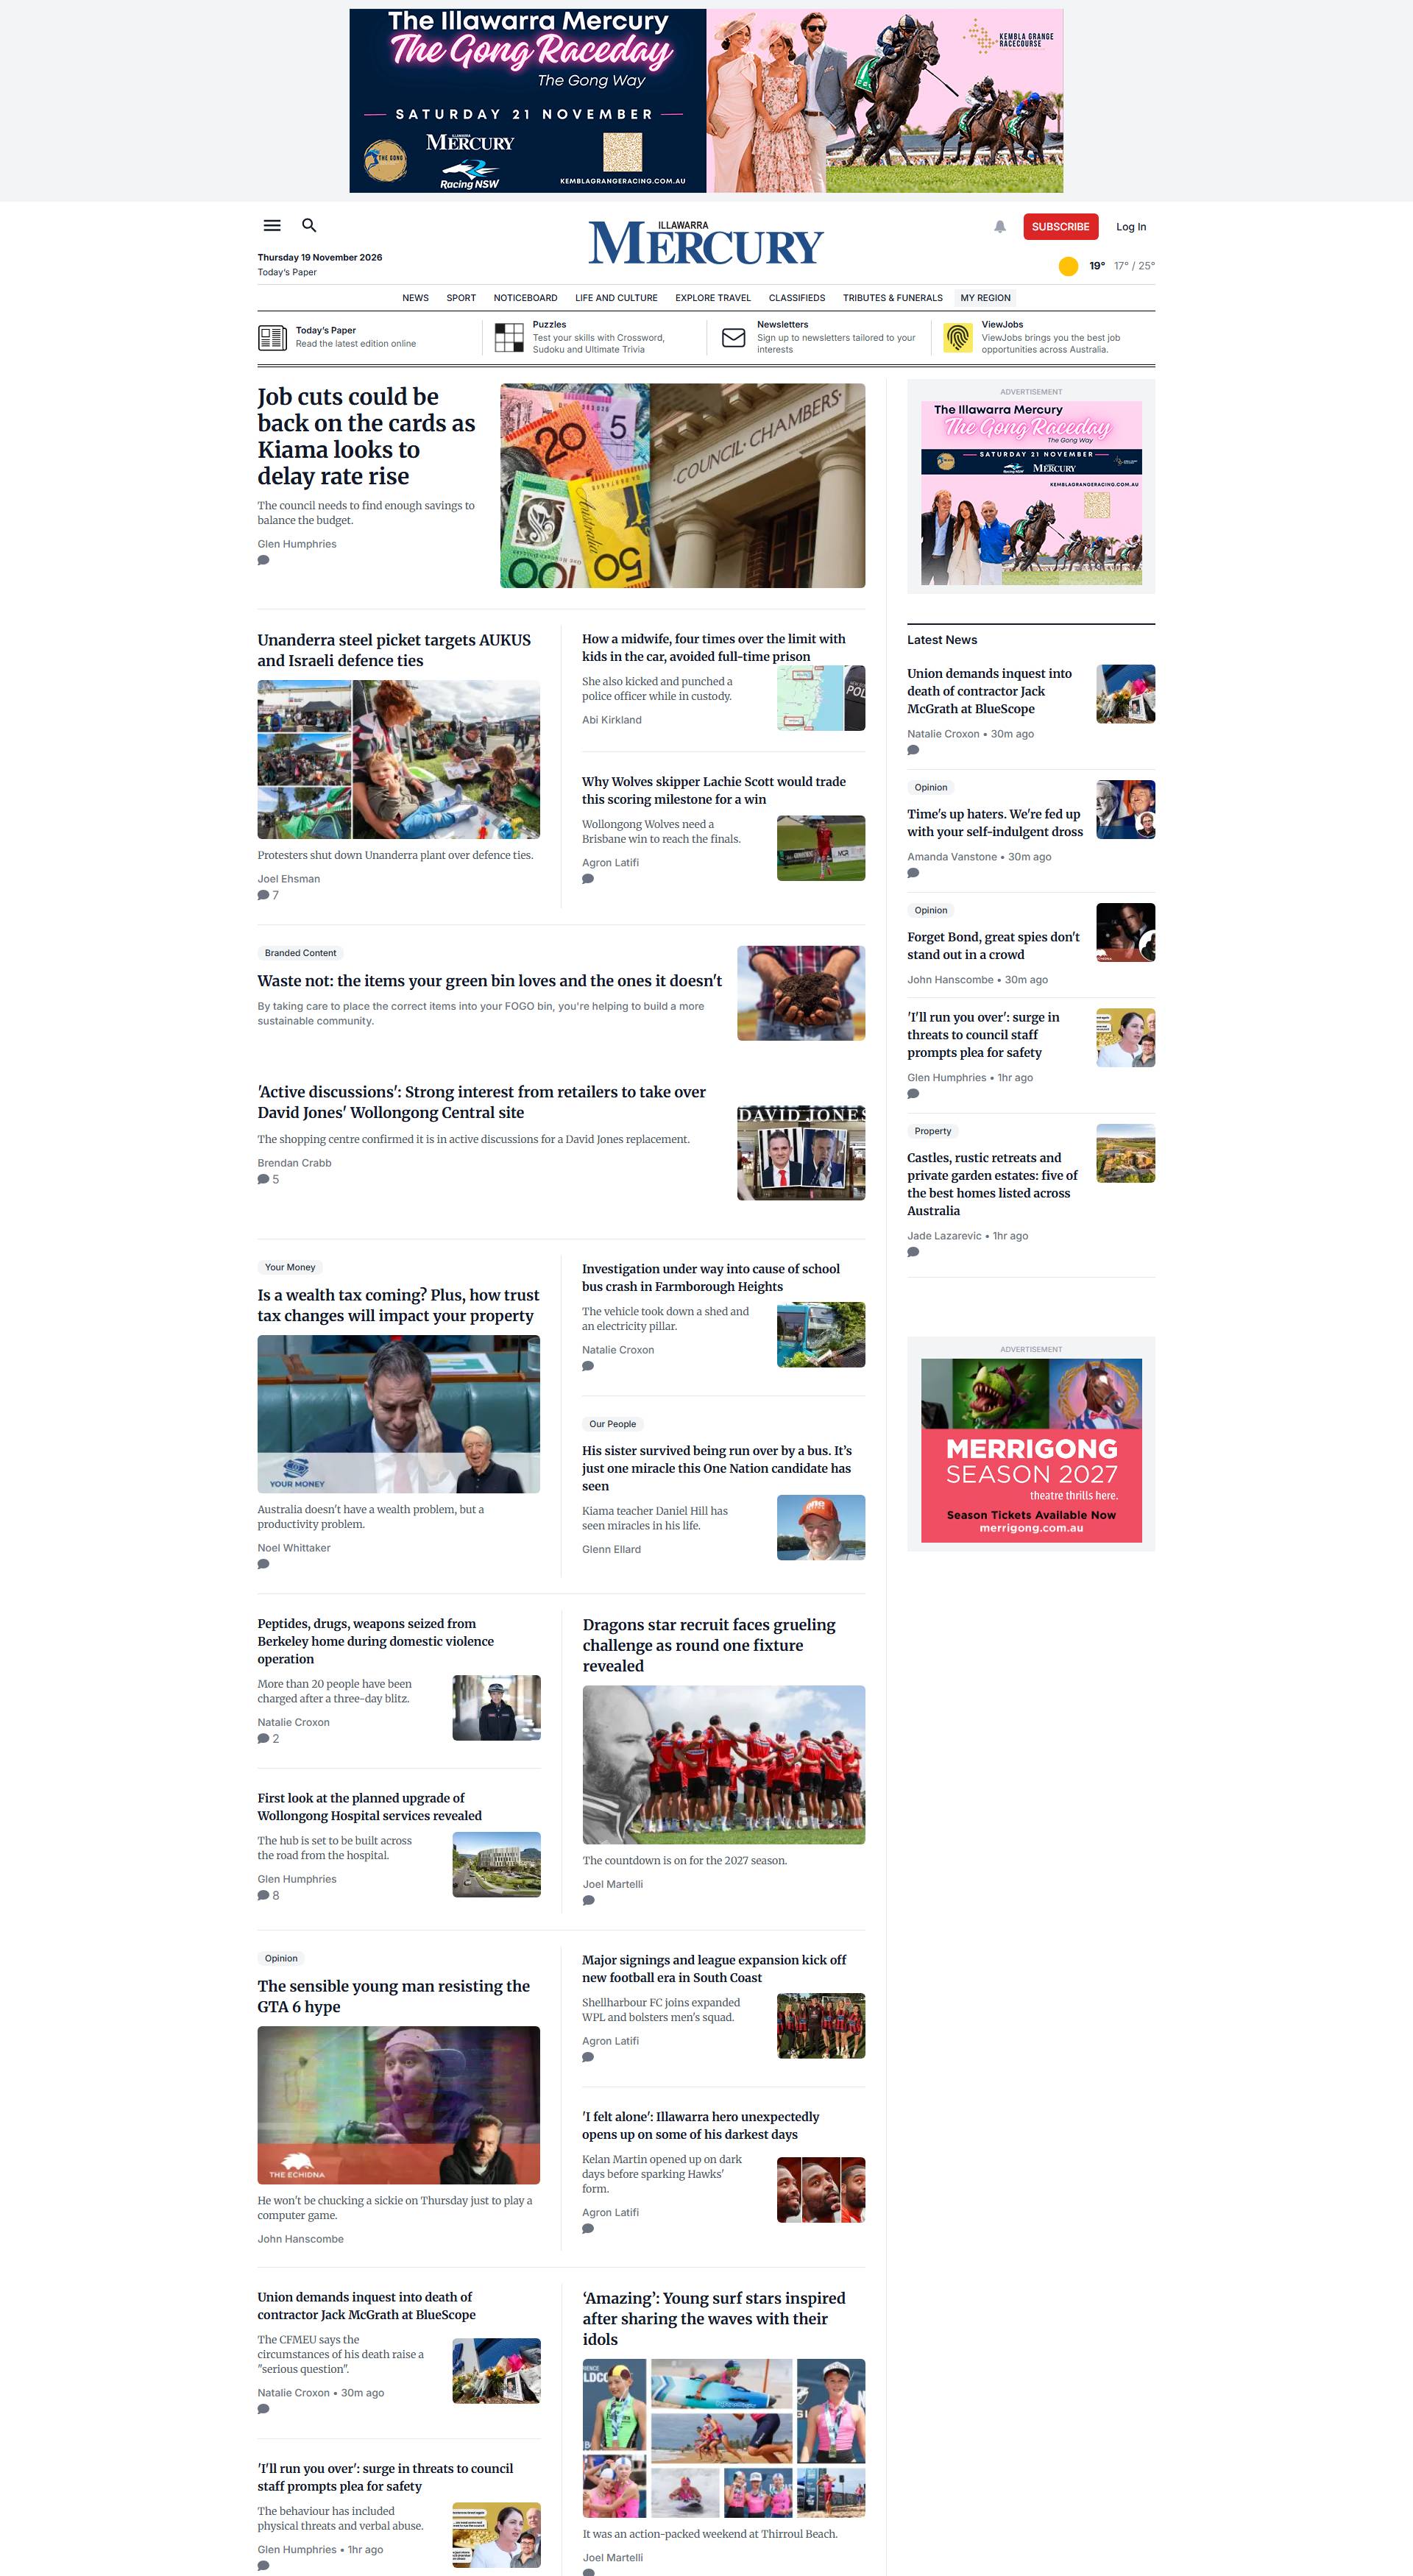 The Illawarra Mercury
The Gong Raceday
The Gong Way
SATURDAY 21 NOVEMBER
THE GONG
ILLAWARRA
MERCURY
Racing NSW
KEMBLAGRANGERACING.COM.AU
KEMBLA GRANGE
RACECOURSE
ILLAWARRA
MERCURY
SUBSCRIBE
Log In
Thursday 19 November 2026
Today's Paper
19° 17° / 25°
NEWS SPORT NOTICEBOARD LIFE AND CULTURE EXPLORE TRAVEL CLASSIFIEDS TRIBUTES & FUNERALS MY REGION
Today's Paper
Read the latest edition online
Puzzles
Test your skills with Crossword,
Sudoku and Ultimate Trivia
Newsletters
Sign up to newsletters tailored to your
interests
ViewJobs
ViewJobs brings you the best job
opportunities across Australia.
Job cuts could be
back on the cards as
Kiama looks to
delay rate rise
The council needs to find enough savings to
balance the budget.
Glen Humphries
20
5
100
50
Australia
COUNCIL·CHAMBERS·
Unanderra steel picket targets AUKUS
and Israeli defence ties
Protesters shut down Unanderra plant over defence ties.
Joel Ehsman
7
How a midwife, four times over the limit with
kids in the car, avoided full-time prison
She also kicked and punched a
police officer while in custody.
Abi Kirkland
POL
Why Wolves skipper Lachie Scott would trade
this scoring milestone for a win
Wollongong Wolves need a
Brisbane win to reach the finals.
Agron Latifi
MCR
Branded Content
Waste not: the items your green bin loves and the ones it doesn't
By taking care to place the correct items into your FOGO bin, you're helping to build a more
sustainable community.
'Active discussions': Strong interest from retailers to take over
David Jones' Wollongong Central site
The shopping centre confirmed it is in active discussions for a David Jones replacement.
Brendan Crabb
5
DAVID JONES
Your Money
Is a wealth tax coming? Plus, how trust
tax changes will impact your property
YOUR MONEY
Australia doesn't have a wealth problem, but a
productivity problem.
Noel Whittaker
Investigation under way into cause of school
bus crash in Farmborough Heights
The vehicle took down a shed and
an electricity pillar.
Natalie Croxon
Our People
His sister survived being run over by a bus. It's
just one miracle this One Nation candidate has
seen
Kiama teacher Daniel Hill has
seen miracles in his life.
Glenn Ellard
Peptides, drugs, weapons seized from
Berkeley home during domestic violence
operation
More than 20 people have been
charged after a three-day blitz.
Natalie Croxon
2
First look at the planned upgrade of
Wollongong Hospital services revealed
The hub is set to be built across
the road from the hospital.
Glen Humphries
8
Dragons star recruit faces grueling
challenge as round one fixture
revealed
The countdown is on for the 2027 season.
Joel Martelli
Opinion
The sensible young man resisting the
GTA 6 hype
THE ECHIDNA
He won't be chucking a sickie on Thursday just to play a
computer game.
John Hanscombe
Major signings and league expansion kick off
new football era in South Coast
Shellharbour FC joins expanded
WPL and bolsters men's squad.
Agron Latifi
'I felt alone': Illawarra hero unexpectedly
opens up on some of his darkest days
Kelan Martin opened up on dark
days before sparking Hawks'
form.
Agron Latifi
Union demands inquest into death of
contractor Jack McGrath at BlueScope
The CFMEU says the
circumstances of his death raise a
"serious question".
Natalie Croxon • 30m ago
'I'll run you over': surge in threats to council
staff prompts plea for safety
The behaviour has included
physical threats and verbal abuse.
Glen Humphries • 1hr ago
'Amazing': Young surf stars inspired
after sharing the waves with their
idols
It was an action-packed weekend at Thirroul Beach.
Joel Martelli
ADVERTISEMENT
The Illawarra Mercury
The Gong Raceday
The Gong Way
SATURDAY 21 NOVEMBER
Racing NSW
MERCURY
KEMBLAGRANGERACING.COM.AU
Latest News
Union demands inquest into
death of contractor Jack
McGrath at BlueScope
Natalie Croxon • 30m ago
Opinion
Time's up haters. We're fed up
with your self-indulgent dross
Amanda Vanstone • 30m ago
Opinion
Forget Bond, great spies don't
stand out in a crowd
John Hanscombe • 30m ago
'I'll run you over': surge in
threats to council staff
prompts plea for safety
Glen Humphries • 1hr ago
Property
Castles, rustic retreats and
private garden estates: five of
the best homes listed across
Australia
Jade Lazarevic • 1hr ago
ADVERTISEMENT
MERRIGONG
SEASON 2027
theatre thrills here.
Season Tickets Available Now
merrigong.com.au